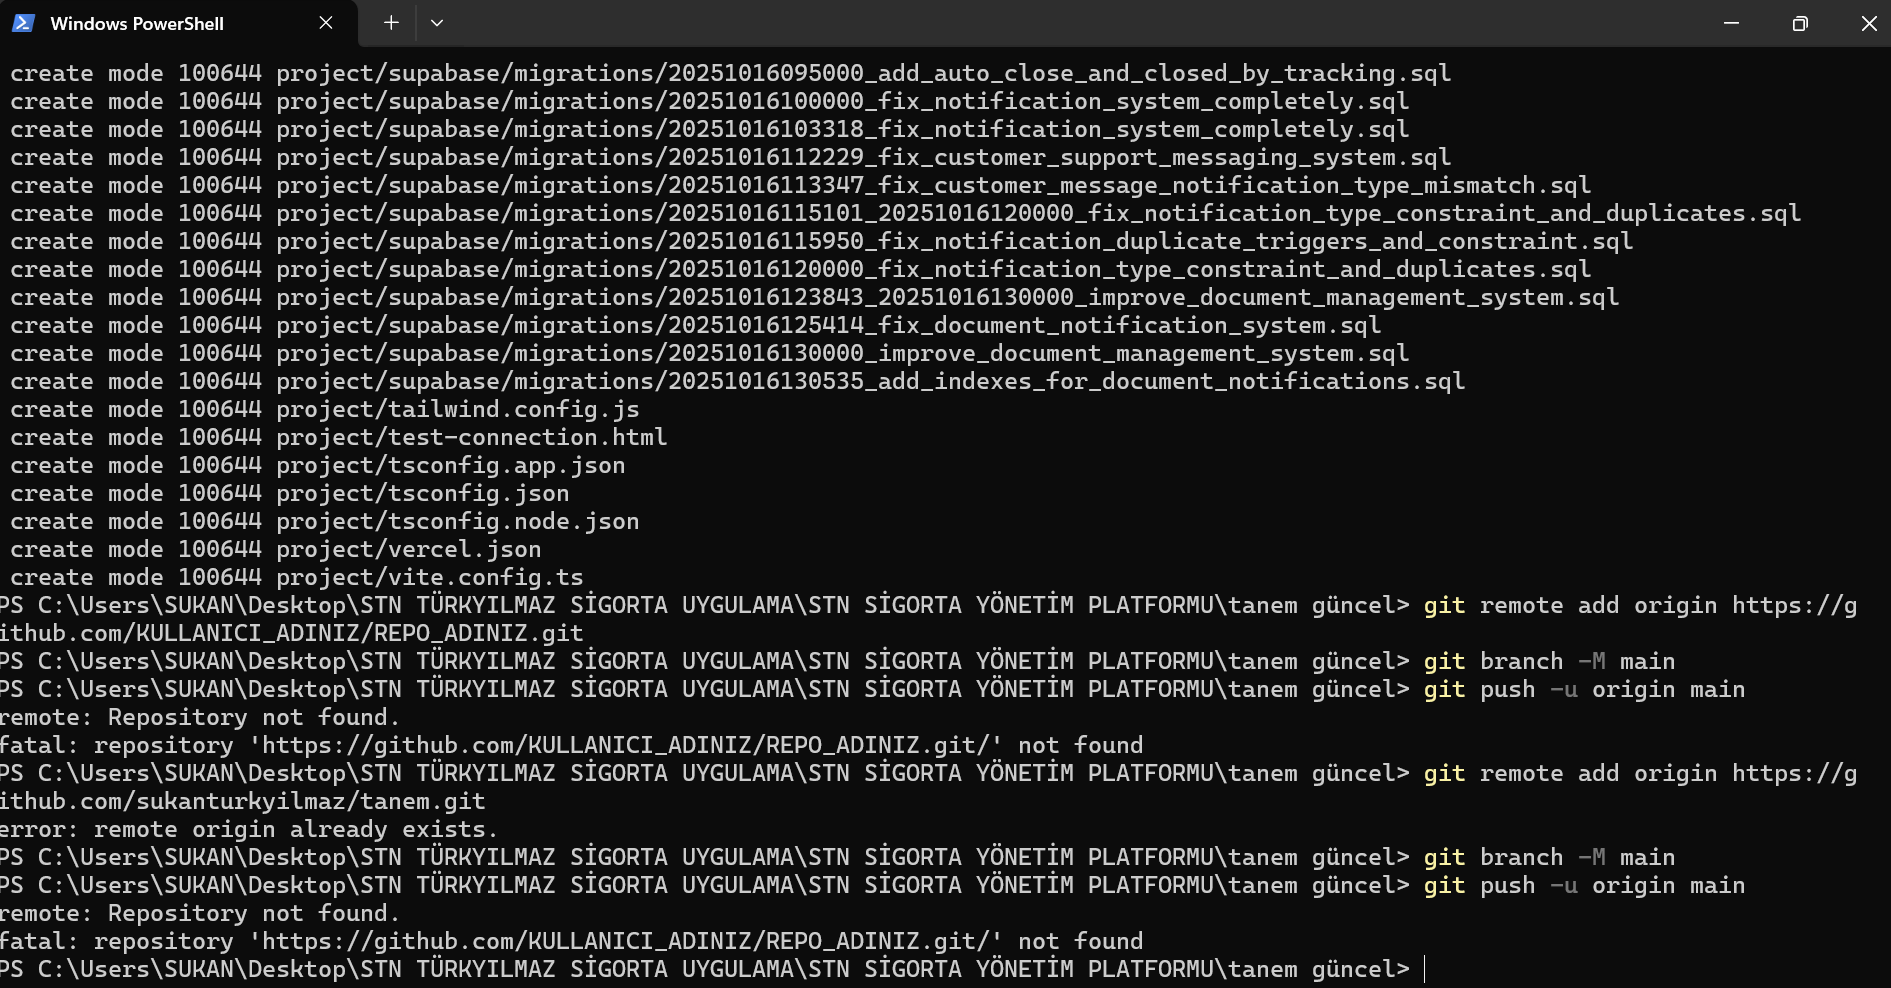 Windows PowerShell
create mode 100644 project/supabase/migrations/20251016095000_add_auto_close_and_closed_by_tracking.sql
create mode 100644 project/supabase/migrations/20251016100000_fix_notification_system_completely.sql
create mode 100644 project/supabase/migrations/20251016103318_fix_notification_system_completely.sql
create mode 100644 project/supabase/migrations/20251016112229_fix_customer_support_messaging_system.sql
create mode 100644 project/supabase/migrations/20251016113347_fix_customer_message_notification_type_mismatch.sql
create mode 100644 project/supabase/migrations/20251016115101_20251016120000_fix_notification_type_constraint_and_duplicates.sql
create mode 100644 project/supabase/migrations/20251016115950_fix_notification_duplicate_triggers_and_constraint.sql
create mode 100644 project/supabase/migrations/20251016120000_fix_notification_type_constraint_and_duplicates.sql
create mode 100644 project/supabase/migrations/20251016123843_20251016130000_improve_document_management_system.sql
create mode 100644 project/supabase/migrations/20251016125414_fix_document_notification_system.sql
create mode 100644 project/supabase/migrations/20251016130000_improve_document_management_system.sql
create mode 100644 project/supabase/migrations/20251016130535_add_indexes_for_document_notifications.sql
create mode 100644 project/tailwind.config.js
create mode 100644 project/test-connection.html
create mode 100644 project/tsconfig.app.json
create mode 100644 project/tsconfig.json
create mode 100644 project/tsconfig.node.json
create mode 100644 project/vercel.json
create mode 100644 project/vite.config.ts
PS C:\Users\SUKAN\Desktop\STN TÜRKYILMAZ SİGORTA UYGULAMA\STN SİGORTA YÖNETİM PLATFORMU\tanem güncel> git remote add origin https://g
ithub.com/KULLANICI_ADINIZ/REPO_ADINIZ.git
PS C:\Users\SUKAN\Desktop\STN TÜRKYILMAZ SİGORTA UYGULAMA\STN SİGORTA YÖNETİM PLATFORMU\tanem güncel> git branch -M main
PS C:\Users\SUKAN\Desktop\STN TÜRKYILMAZ SİGORTA UYGULAMA\STN SİGORTA YÖNETİM PLATFORMU\tanem güncel> git push -u origin main
remote: Repository not found.
fatal: repository 'https://github.com/KULLANICI_ADINIZ/REPO_ADINIZ.git/' not found
PS C:\Users\SUKAN\Desktop\STN TÜRKYILMAZ SİGORTA UYGULAMA\STN SİGORTA YÖNETİM PLATFORMU\tanem güncel> git remote add origin https://g
ithub.com/sukanturkyilmaz/tanem.git
error: remote origin already exists.
PS C:\Users\SUKAN\Desktop\STN TÜRKYILMAZ SİGORTA UYGULAMA\STN SİGORTA YÖNETİM PLATFORMU\tanem güncel> git branch -M main
PS C:\Users\SUKAN\Desktop\STN TÜRKYILMAZ SİGORTA UYGULAMA\STN SİGORTA YÖNETİM PLATFORMU\tanem güncel> git push -u origin main
remote: Repository not found.
fatal: repository 'https://github.com/KULLANICI_ADINIZ/REPO_ADINIZ.git/' not found
PS C:\Users\SUKAN\Desktop\STN TÜRKYILMAZ SİGORTA UYGULAMA\STN SİGORTA YÖNETİM PLATFORMU\tanem güncel>